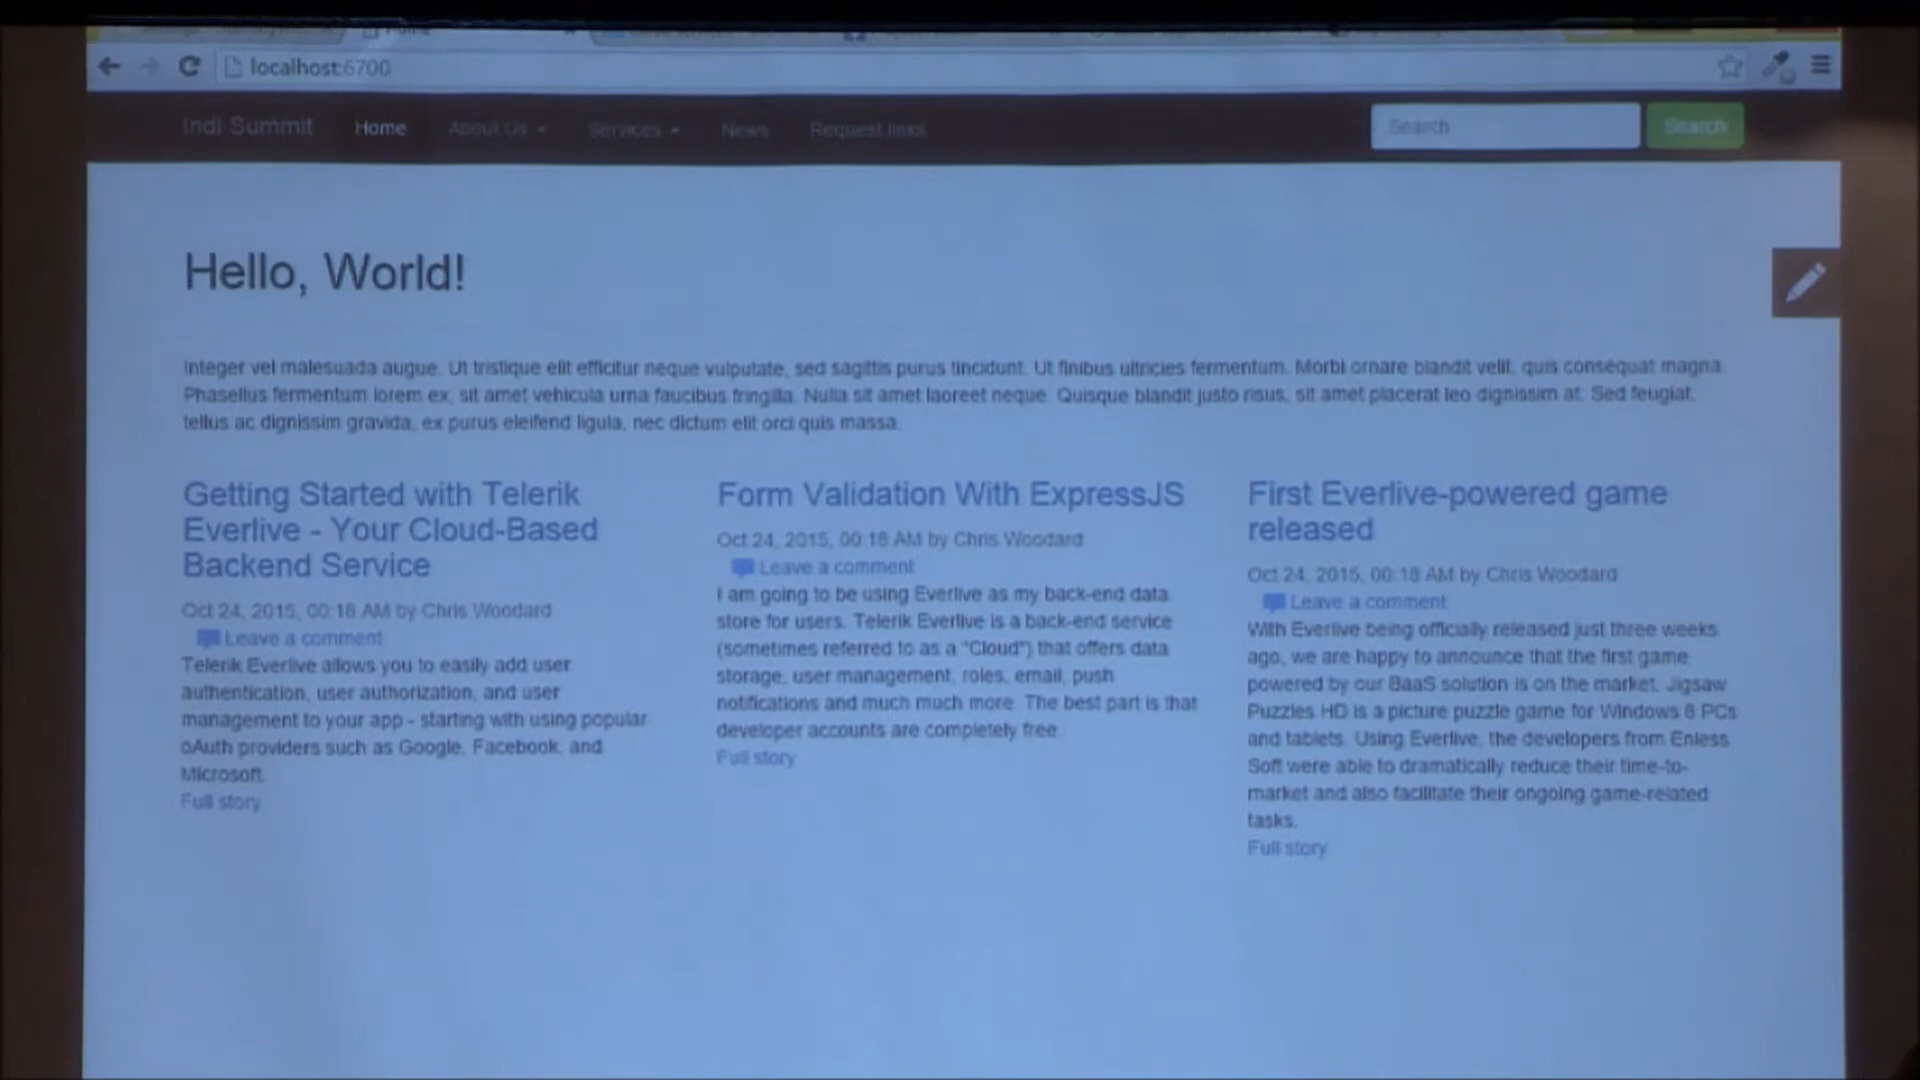 localhost:6700
Indi Summit Home About Us Services News Request links Search Search
Hello, World!
Integer vel malesuada augue. Ut tristique elit efficitur neque vulputate, sed sagittis purus tincidunt. Ut finibus ultricies fermentum. Morbi ornare blandit velit, quis consequat magna.
Phasellus fermentum lorem ex, sit amet vehicula urna faucibus fringilla. Nulla sit amet laoreet neque. Quisque blandit justo risus, sit amet placerat leo dignissim at. Sed feugiat,
tellus ac dignissim gravida, ex purus eleifend ligula, nec dictum elit orci quis massa.
Getting Started with Telerik
Everlive - Your Cloud-Based
Backend Service
Oct 24, 2015, 00:18 AM by Chris Woodard
Leave a comment
Telerik Everlive allows you to easily add user
authentication, user authorization, and user
management to your app - starting with using popular
oAuth providers such as Google, Facebook, and
Microsoft.
Full story
Form Validation With ExpressJS
Oct 24, 2015, 00:18 AM by Chris Woodard
Leave a comment
I am going to be using Everlive as my back-end data
store for users. Telerik Everlive is a back-end service
(sometimes referred to as a "Cloud") that offers data
storage, user management, roles, email, push
notifications and much much more. The best part is that
developer accounts are completely free.
Full story
First Everlive-powered game
released
Oct 24, 2015, 00:18 AM by Chris Woodard
Leave a comment
With Everlive being officially released just three weeks
ago, we are happy to announce that the first game
powered by our BaaS solution is on the market. Jigsaw
Puzzles HD is a picture puzzle game for Windows 8 PCs
and tablets. Using Everlive, the developers from Enless
Soft were able to dramatically reduce their time-to-
market and also facilitate their ongoing game-related
tasks.
Full story